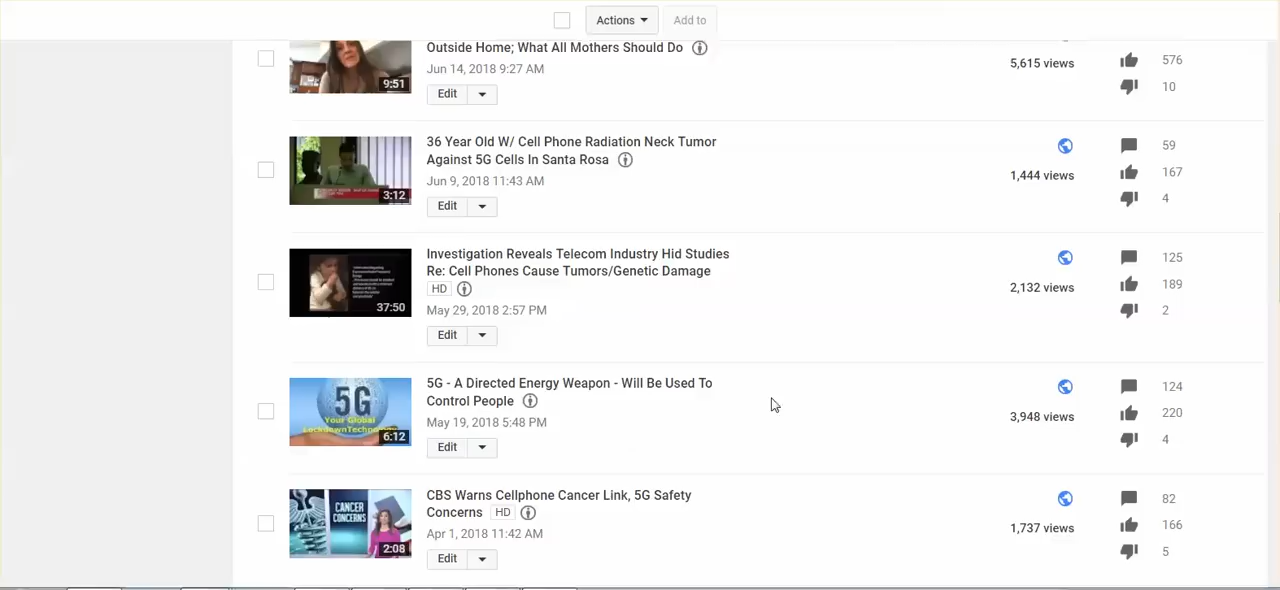 Actions
Add to
Outside Home; What All Mothers Should Do
5,615 views
576
9:51
Jun 14, 2018 9:27 AM
10
Edit
36 Year Old W/ Cell Phone Radiation Neck Tumor
Against 5G Cells In Santa Rosa
59
1,444 views
167
3:12
Jun 9, 2018 11:43 AM
4
Edit
Investigation Reveals Telecom Industry Hid Studies
Re: Cell Phones Cause Tumors/Genetic Damage
HD
125
2,132 views
189
37:50
May 29, 2018 2:57 PM
2
Edit
5G
Your Global
6:12
5G - A Directed Energy Weapon - Will Be Used To
Control People
124
3,948 views
220
May 19, 2018 5:48 PM
4
Edit
CANCER
CONCERNS
2:08
CBS Warns Cellphone Cancer Link, 5G Safety
Concerns HD
82
1,737 views
166
Apr 1, 2018 11:42 AM
5
Edit